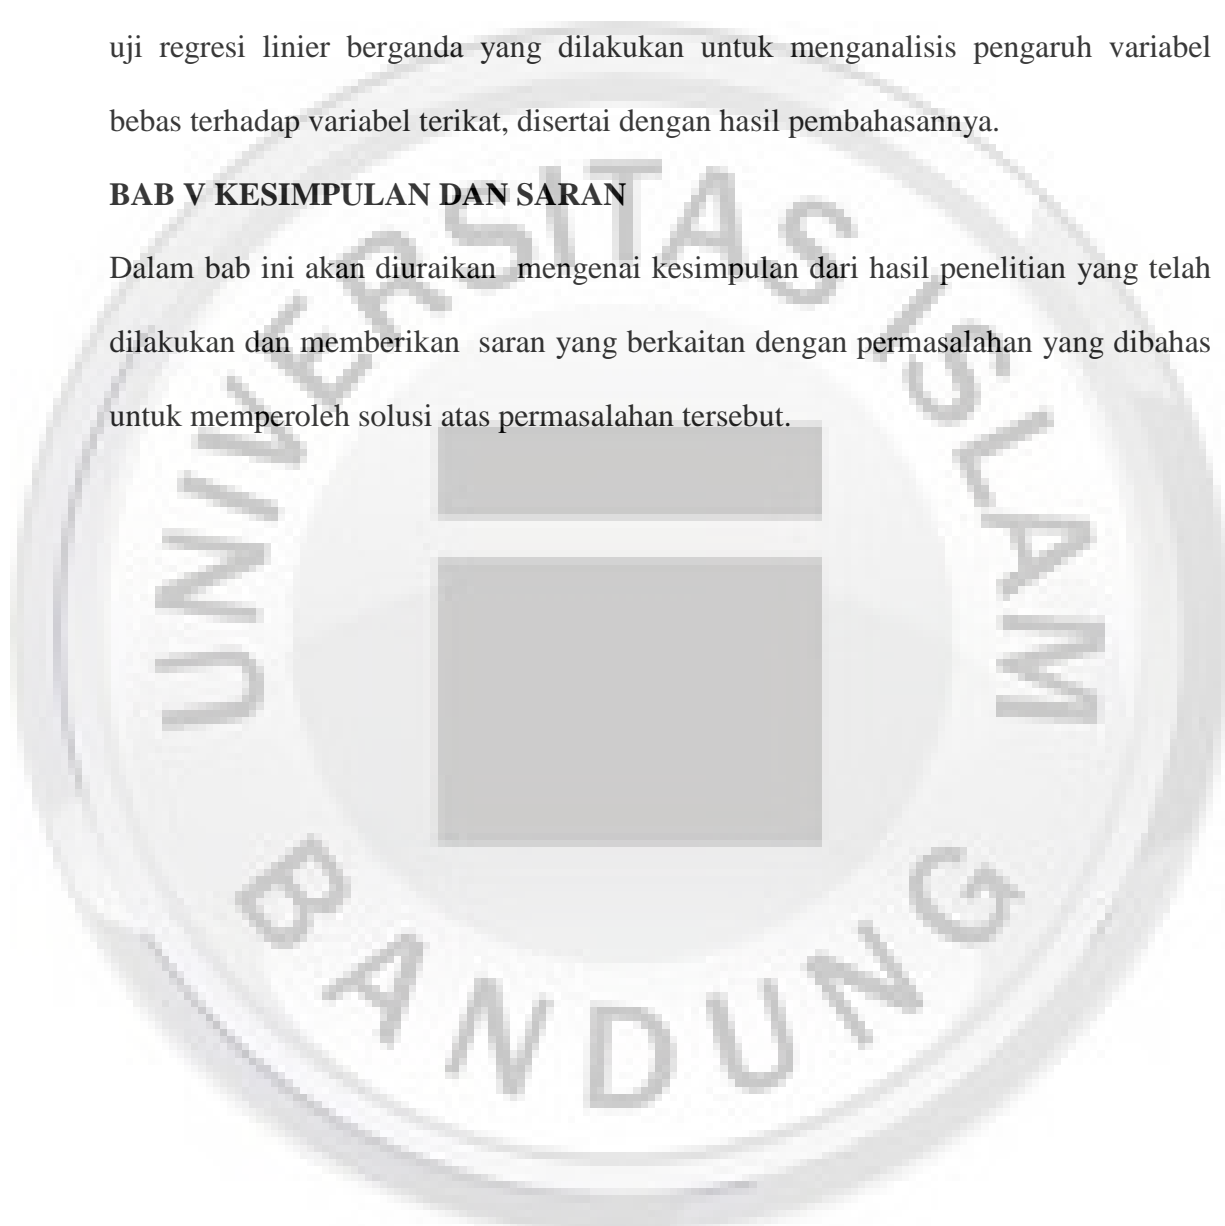 uji regresi linier berganda yang dilakukan untuk menganalisis pengaruh variabel
bebas terhadap variabel terikat, disertai dengan hasil pembahasannya.
BAB V KESIMPULAN DAN SARAN
Dalam bab ini akan diuraikan mengenai kesimpulan dari hasil penelitian yang telah
dilakukan dan memberikan saran yang berkaitan dengan permasalahan yang dibahas
untuk memperoleh solusi atas permasalahan tersebut.
UNIVERSITAS ISLAM
BANDUNG